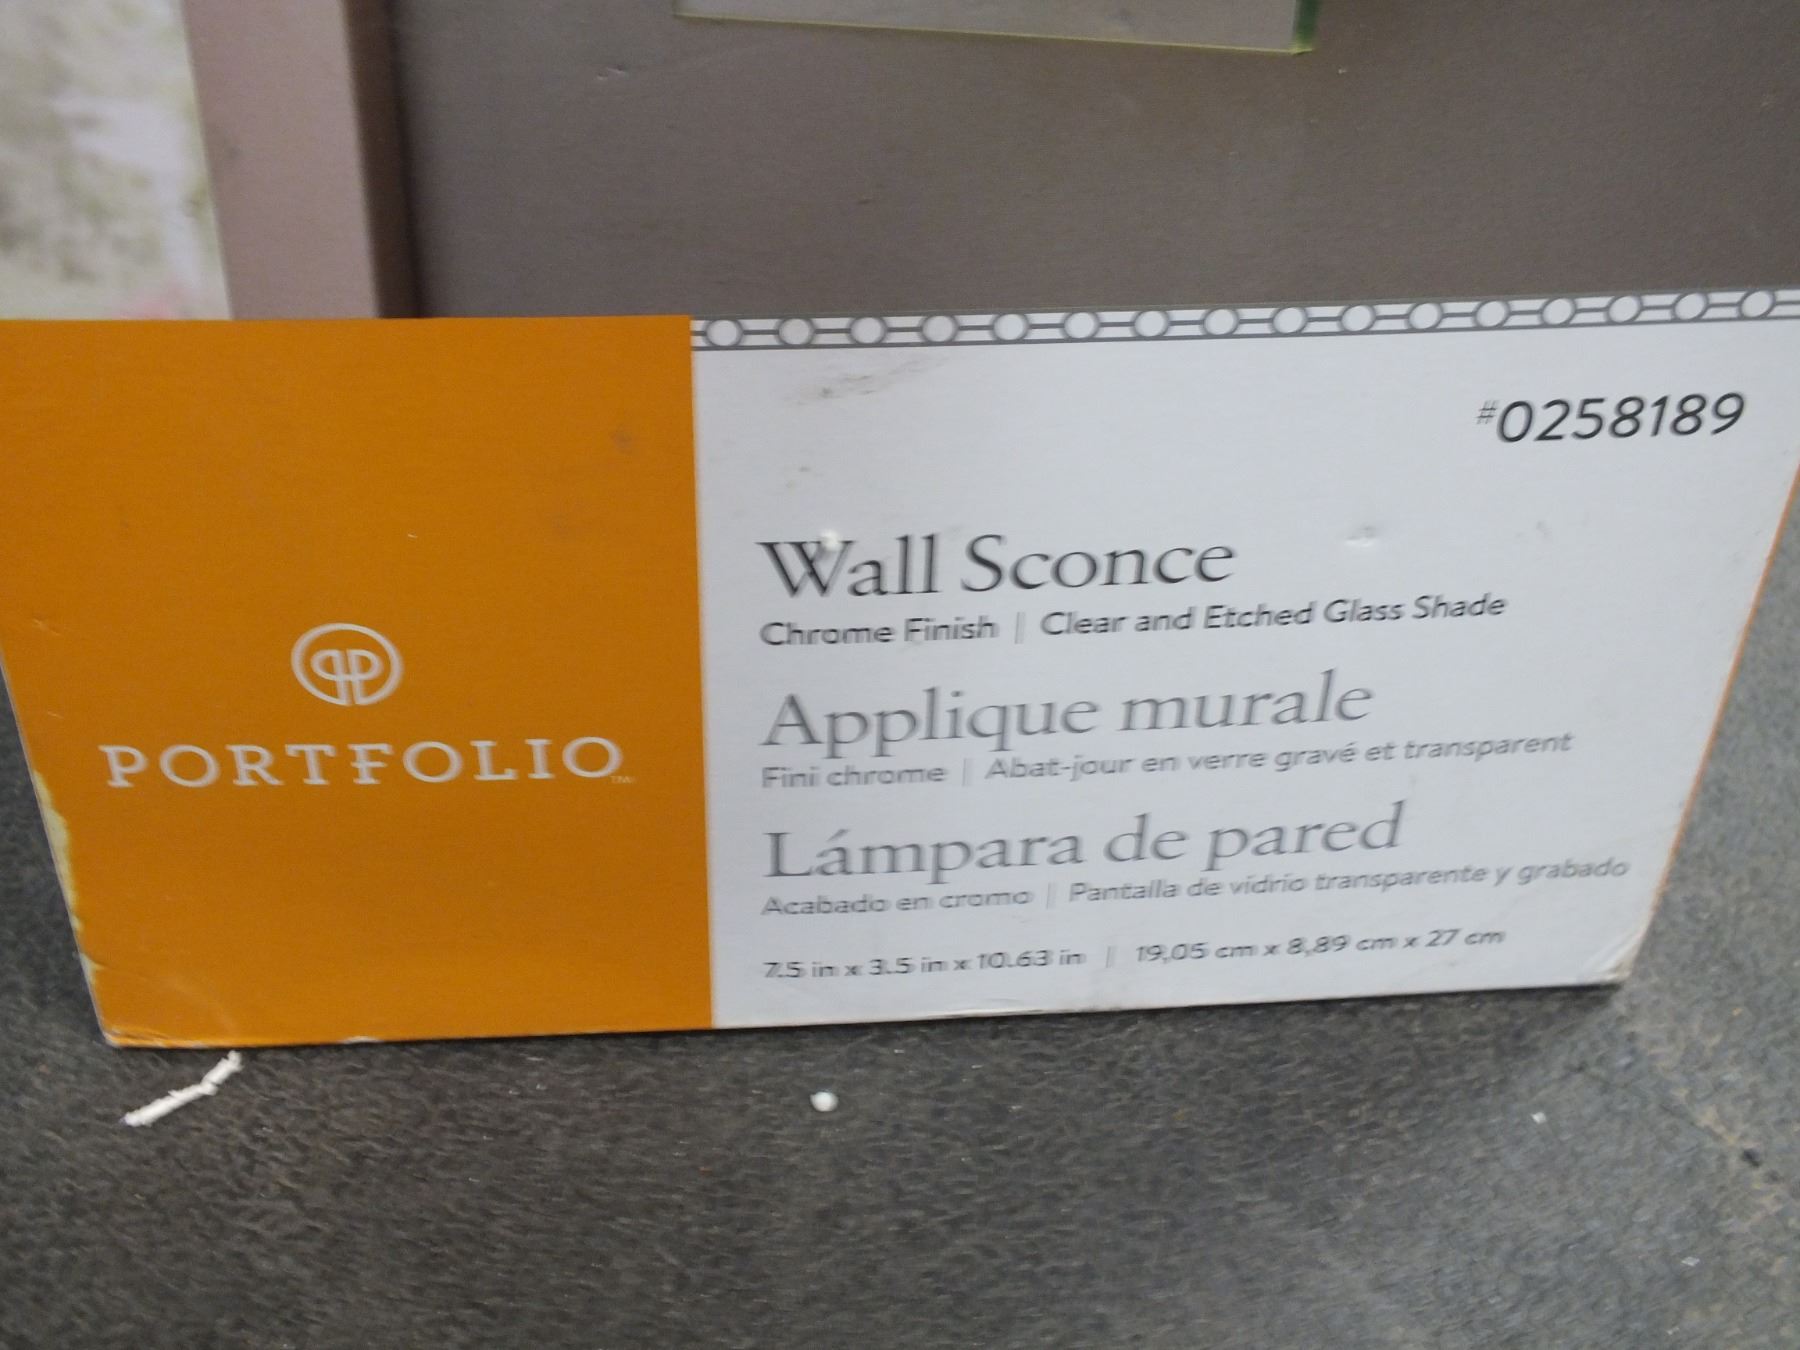 #0258189
PORTFOLIO™
Wall Sconce
Chrome Finish | Clear and Etched Glass Shade
Applique murale
Fini chrome | Abat-jour en verre gravé et transparent
Lámpara de pared
Acabado en cromo | Pantalla de vidrio transparente y grabado
7.5 in x 3.5 in x 10.63 in | 19,05 cm x 8,89 cm x 27 cm